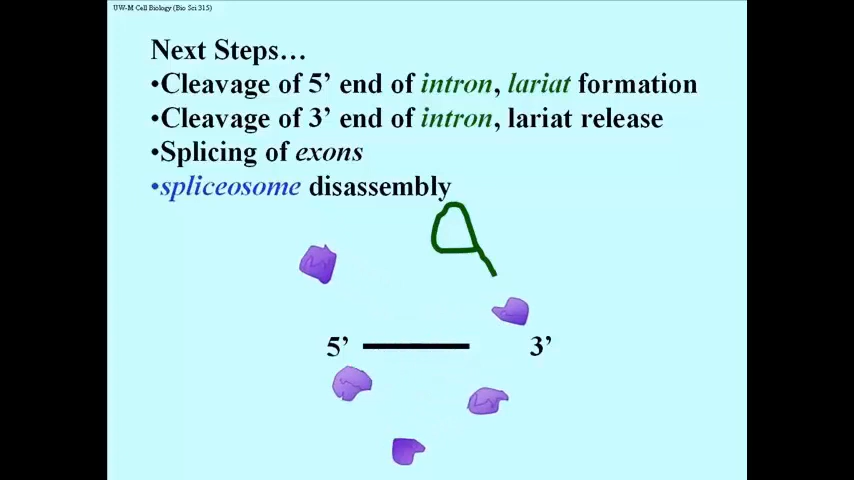 UW-M Cell Biology (Bio Sci 315)
Next Steps…
•Cleavage of 5’ end of intron, lariat formation
•Cleavage of 3’ end of intron, lariat release
•Splicing of exons
•spliceosome disassembly
5’ 3’